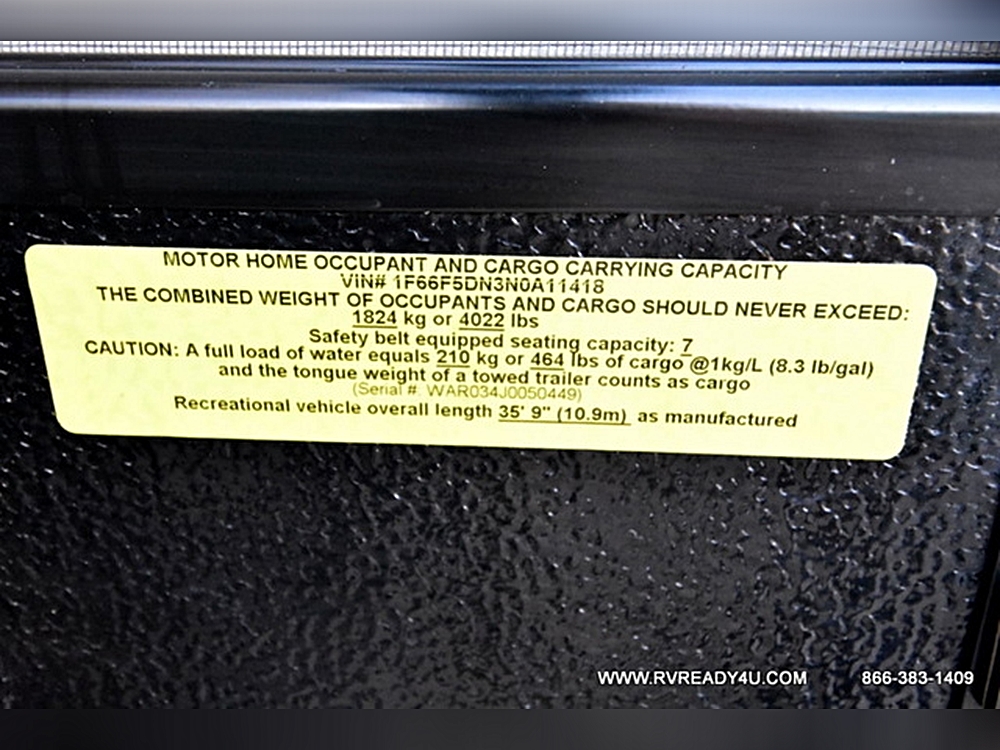 MOTOR HOME OCCUPANT AND CARGO CARRYING CAPACITY
VIN# 1F66F5DN3N0A11418
THE COMBINED WEIGHT OF OCCUPANTS AND CARGO SHOULD NEVER EXCEED:
1824 kg or 4022 lbs
Safety belt equipped seating capacity: 7
CAUTION: A full load of water equals 210 kg or 464 lbs of cargo @1kg/L (8.3 lb/gal)
and the tongue weight of a towed trailer counts as cargo
(Serial #: WAR034J0050449)
Recreational vehicle overall length 35' 9" (10.9m) as manufactured
WWW.RVREADY4U.COM 866-383-1409